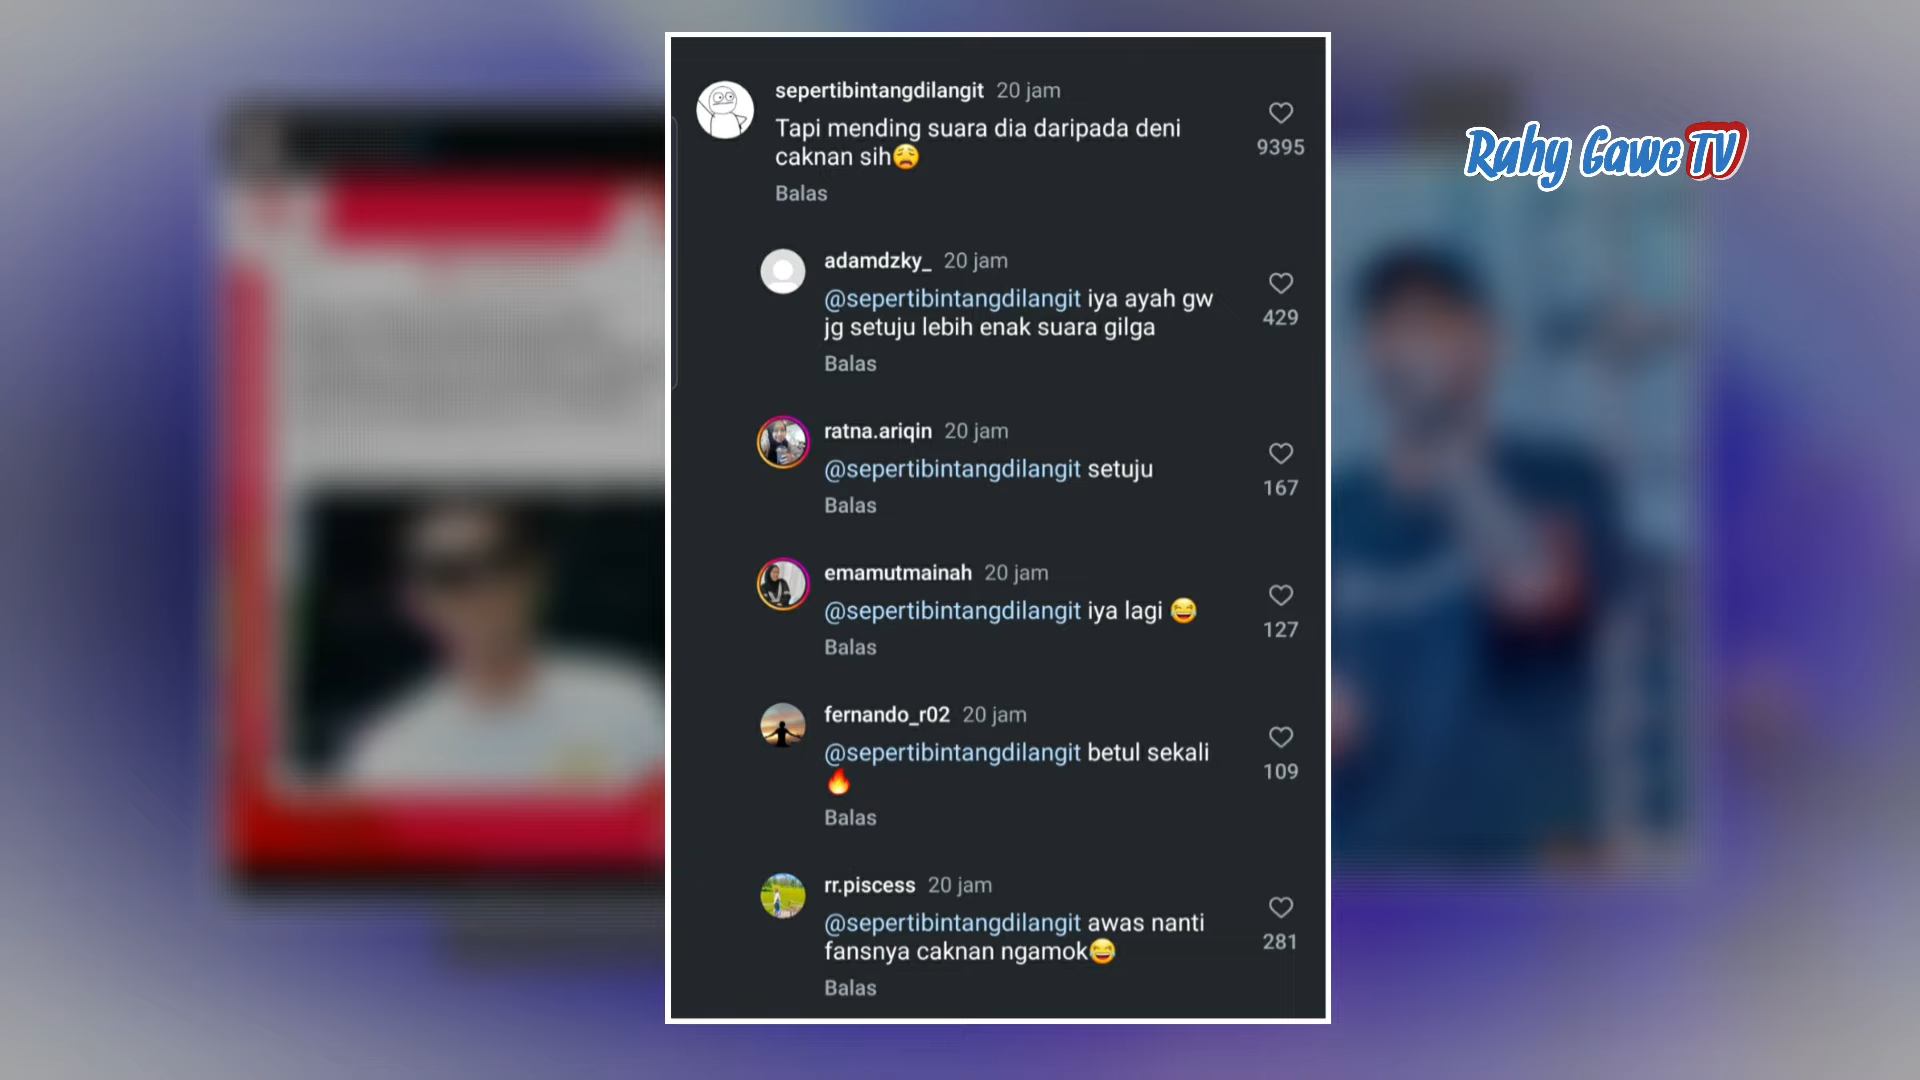 sepertibintangdilangit 20 jam
Tapi mending suara dia daripada deni
caknan sih😩
9395
Balas
adamdzky_ 20 jam
@sepertibintangdilangit iya ayah gw
jg setuju lebih enak suara gilga
429
Balas
ratna.ariqin 20 jam
@sepertibintangdilangit setuju
167
Balas
emamutmainah 20 jam
@sepertibintangdilangit iya lagi 😂
127
Balas
fernando_r02 20 jam
@sepertibintangdilangit betul sekali
🔥
109
Balas
rr.piscess 20 jam
@sepertibintangdilangit awas nanti
fansnya caknan ngamok😂
281
Balas
Ruhy Gawe TV